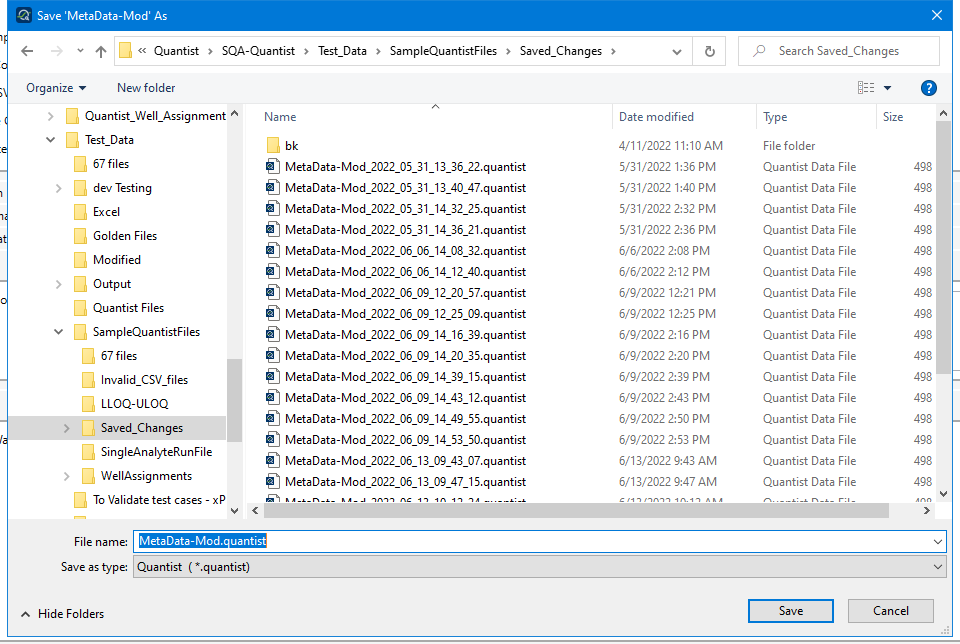 Save 'MetaData-Mod' As
« Quantist › SQA-Quantist › Test_Data › SampleQuantistFiles › Saved_Changes ›
Search Saved_Changes
Organize
New folder
?
Quantist_Well_Assignment
Test_Data
67 files
dev Testing
Excel
Golden Files
Modified
Output
Quantist Files
SampleQuantistFiles
67 files
Invalid_CSV_files
LLOQ-ULOQ
Saved_Changes
SingleAnalyteRunFile
WellAssignments
To Validate test cases - xP
Name Date modified Type Size
bk 4/11/2022 11:10 AM File folder
MetaData-Mod_2022_05_31_13_36_22.quantist 5/31/2022 1:36 PM Quantist Data File 498
MetaData-Mod_2022_05_31_13_40_47.quantist 5/31/2022 1:40 PM Quantist Data File 498
MetaData-Mod_2022_05_31_14_32_25.quantist 5/31/2022 2:32 PM Quantist Data File 498
MetaData-Mod_2022_05_31_14_36_21.quantist 5/31/2022 2:36 PM Quantist Data File 498
MetaData-Mod_2022_06_06_14_08_32.quantist 6/6/2022 2:08 PM Quantist Data File 498
MetaData-Mod_2022_06_06_14_12_40.quantist 6/6/2022 2:12 PM Quantist Data File 498
MetaData-Mod_2022_06_09_12_20_57.quantist 6/9/2022 12:21 PM Quantist Data File 498
MetaData-Mod_2022_06_09_12_25_09.quantist 6/9/2022 12:25 PM Quantist Data File 498
MetaData-Mod_2022_06_09_14_16_39.quantist 6/9/2022 2:16 PM Quantist Data File 498
MetaData-Mod_2022_06_09_14_20_35.quantist 6/9/2022 2:20 PM Quantist Data File 498
MetaData-Mod_2022_06_09_14_39_15.quantist 6/9/2022 2:39 PM Quantist Data File 498
MetaData-Mod_2022_06_09_14_43_12.quantist 6/9/2022 2:43 PM Quantist Data File 498
MetaData-Mod_2022_06_09_14_49_55.quantist 6/9/2022 2:50 PM Quantist Data File 498
MetaData-Mod_2022_06_09_14_53_50.quantist 6/9/2022 2:53 PM Quantist Data File 498
MetaData-Mod_2022_06_13_09_43_07.quantist 6/13/2022 9:43 AM Quantist Data File 498
MetaData-Mod_2022_06_13_09_47_15.quantist 6/13/2022 9:47 AM Quantist Data File 498
File name: MetaData-Mod.quantist
Save as type: Quantist ( *.quantist)
Hide Folders
Save
Cancel